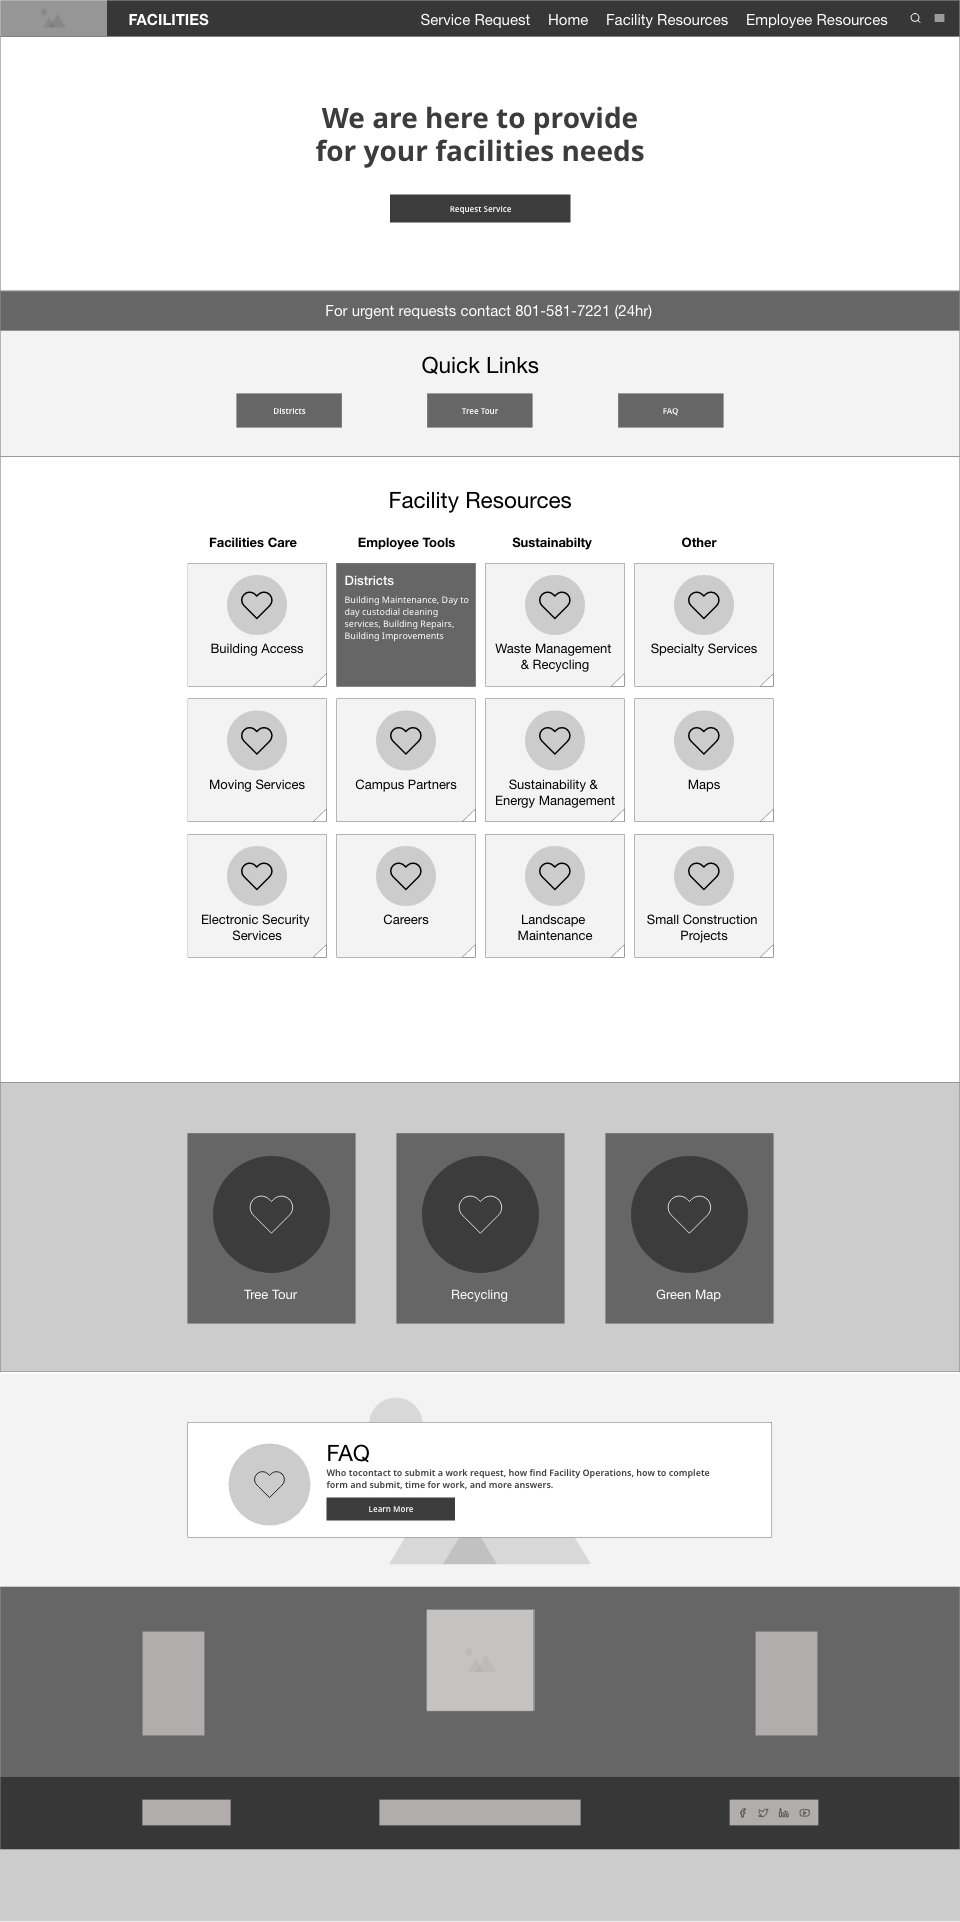 FACILITIES
Service Request Home Facility Resources Employee Resources
We are here to provide
for your facilities needs
Request Service
For urgent requests contact 801-581-7221 (24hr)
Quick Links
Districts
Tree Tour
FAQ
Facility Resources
Facilities Care
Employee Tools
Sustainabilty
Other
Building Access
Districts
Building Maintenance, Day to
day custodial cleaning
services, Building Repairs,
Building Improvements
Waste Management
& Recycling
Specialty Services
Moving Services
Campus Partners
Sustainability &
Energy Management
Maps
Electronic Security
Services
Careers
Landscape
Maintenance
Small Construction
Projects
Tree Tour
Recycling
Green Map
FAQ
Who tocontact to submit a work request, how find Facility Operations, how to complete
form and submit, time for work, and more answers.
Learn More